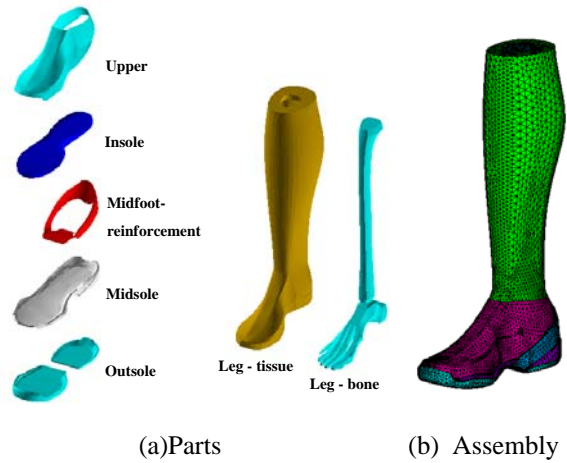 Upper
Insole
Midfoot-
reinforcement
Midsole
Outsole
Leg - tissue
Leg - bone
(a)Parts
(b) Assembly